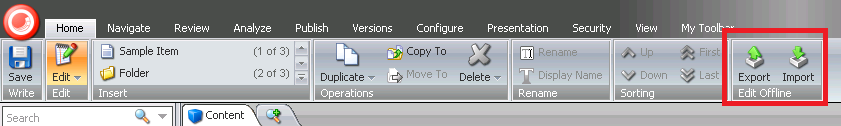 Home Navigate Review Analyze Publish Versions Configure Presentation Security View My Toolbar
Sample Item (1 of 3) Copy To Rename Up First
Folder (2 of 3) Move To Display Name Down Last
Save Edit Duplicate Delete Export Import
Write Edit Insert Operations Rename Sorting Edit Offline
Search Content